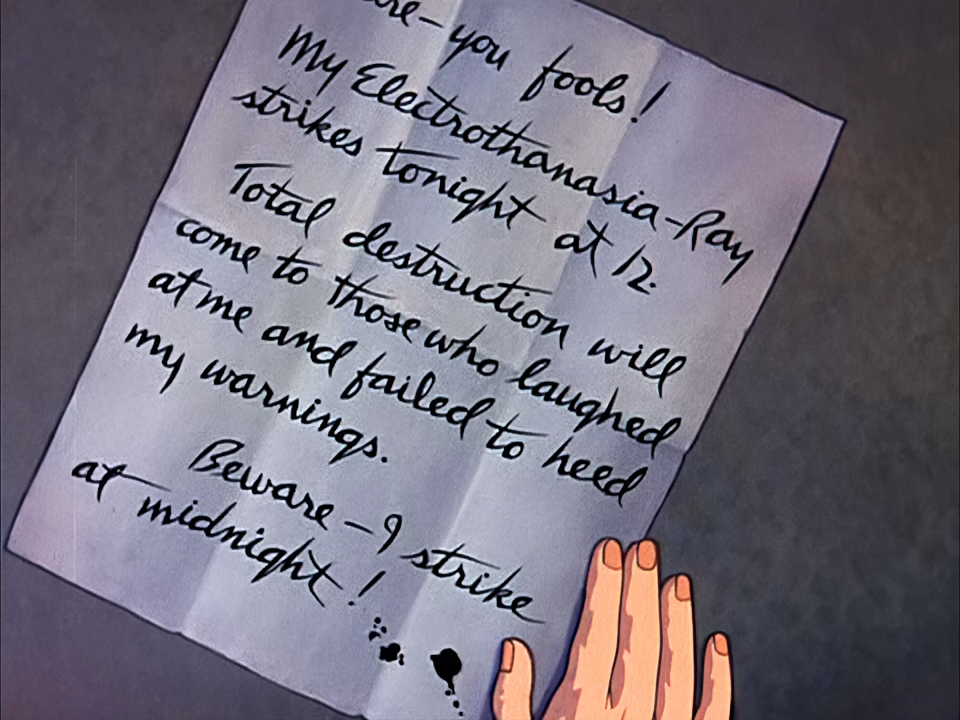 are-you fools!
My Electrothanasia-Ray
strikes tonight at 12.
Total destruction will
come to those who laughed
at me and failed to heed
my warnings.
Beware-I strike
at midnight!